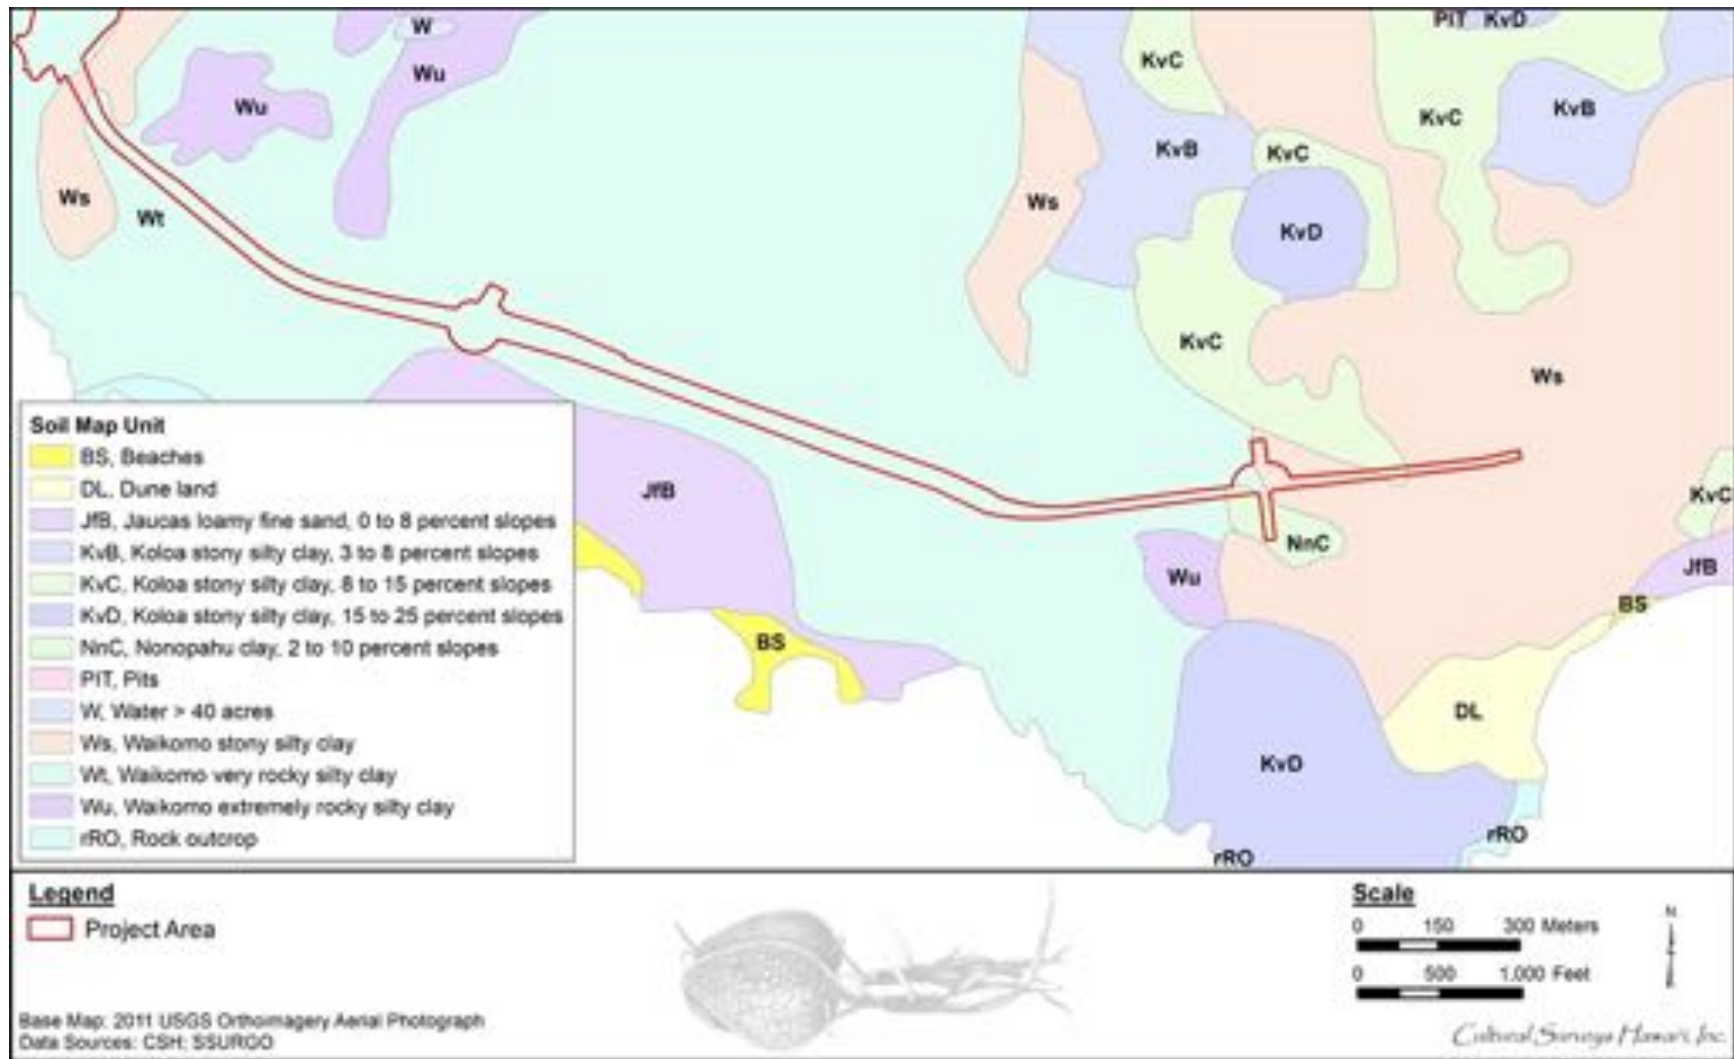 W
PIT KvD
KvC
Wu
Wu
KvC
KvB
KvB
KvC
Ws
Ws
Wt
KvD
KvC
Ws
Soil Map Unit
BS, Beaches
DL, Dune land
JfB, Jaucas loamy fine sand, 0 to 8 percent slopes
KvB, Koloa stony silty clay, 3 to 8 percent slopes
KvC, Koloa stony silty clay, 8 to 15 percent slopes
KvD, Koloa stony silty clay, 15 to 25 percent slopes
NnC, Nonopahu clay, 2 to 10 percent slopes
PIT, Pits
W, Water > 40 acres
Ws, Waikomo stony silty clay
Wt, Waikomo very rocky silty clay
Wu, Waikomo extremely rocky silty clay
rRO, Rock outcrop
JfB
KvC
NnC
Wu
JfB
BS
BS
DL
KvD
rRO
rRO
Legend
Project Area
Scale
0 150 300 Meters
0 500 1,000 Feet
N
Base Map: 2011 USGS Orthoimagery Aerial Photograph
Data Sources: CSH; SSURGO
Cultural Surveys Hawai'i, Inc.